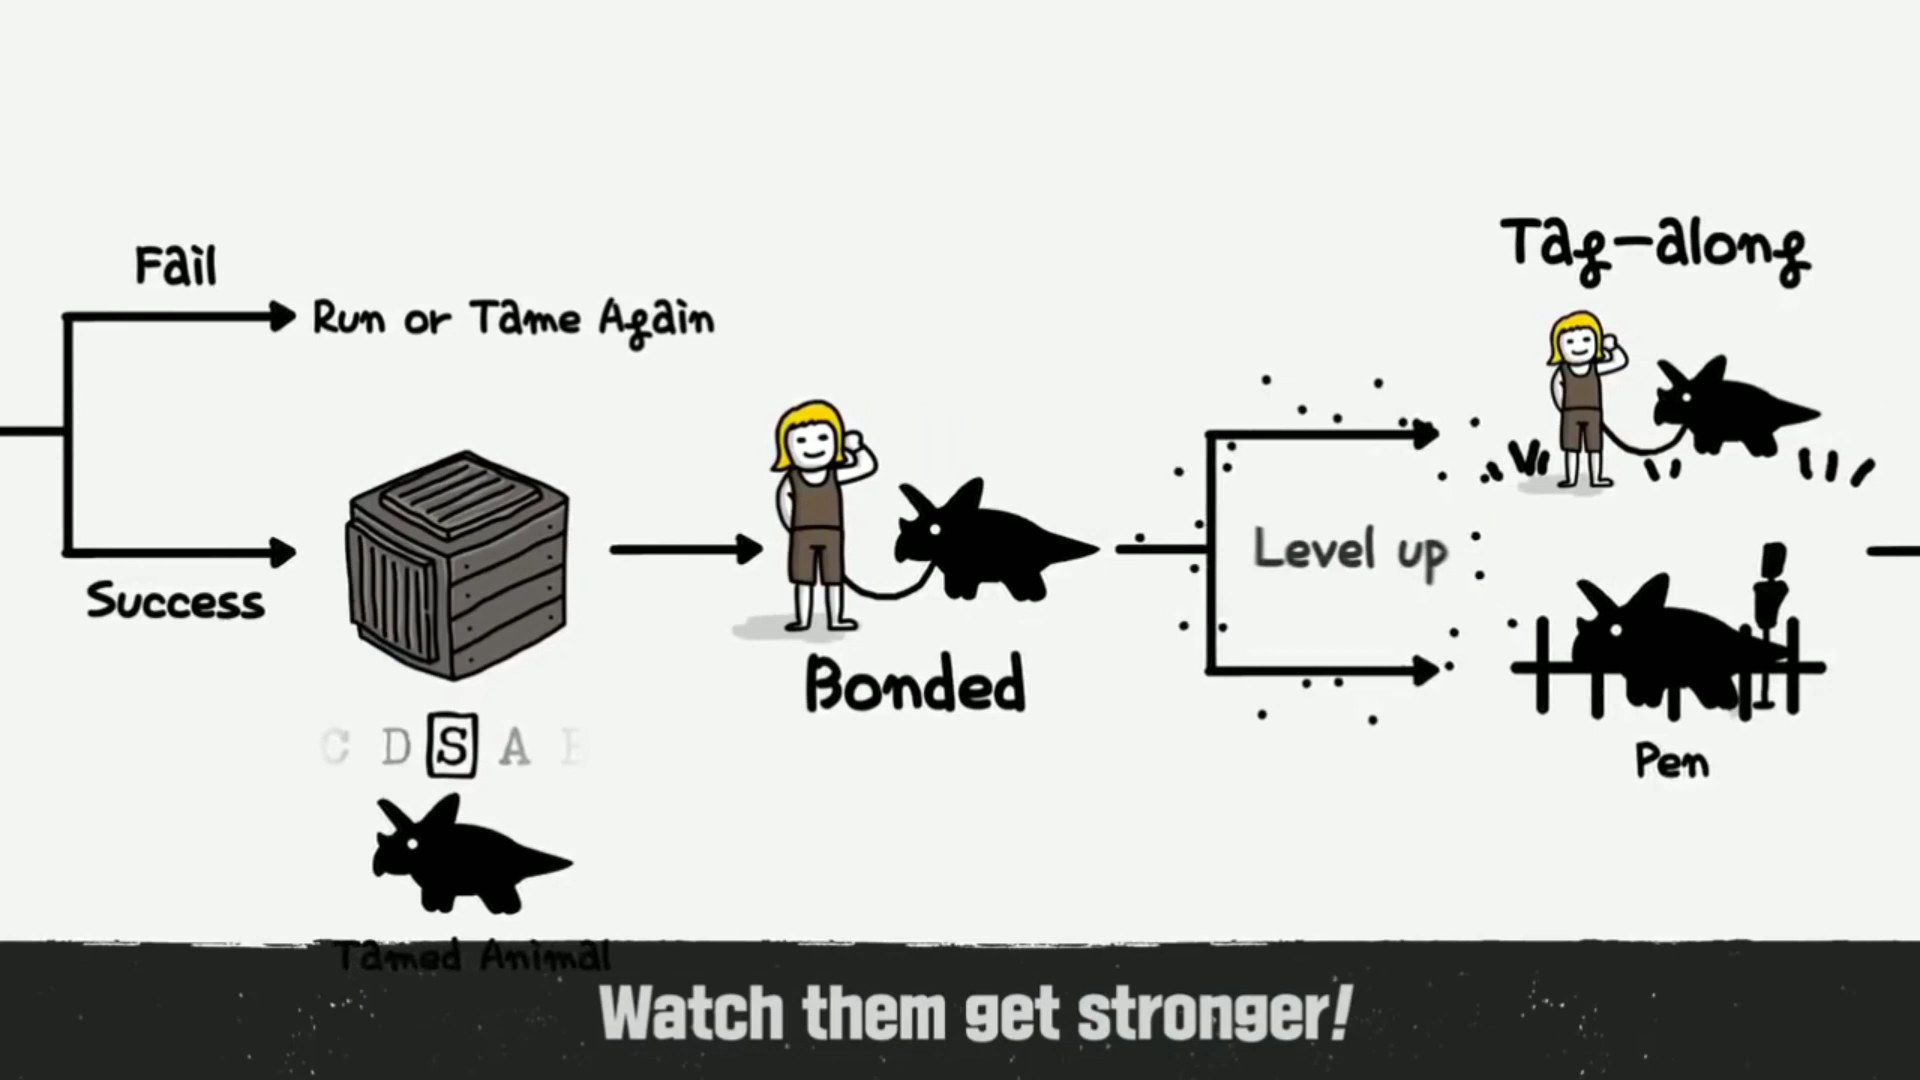 Tag-along
Fail
Run or Tame Again
Level up
Success
Bonded
C D S A
Pen
Tamed Animal
Watch them get stronger!